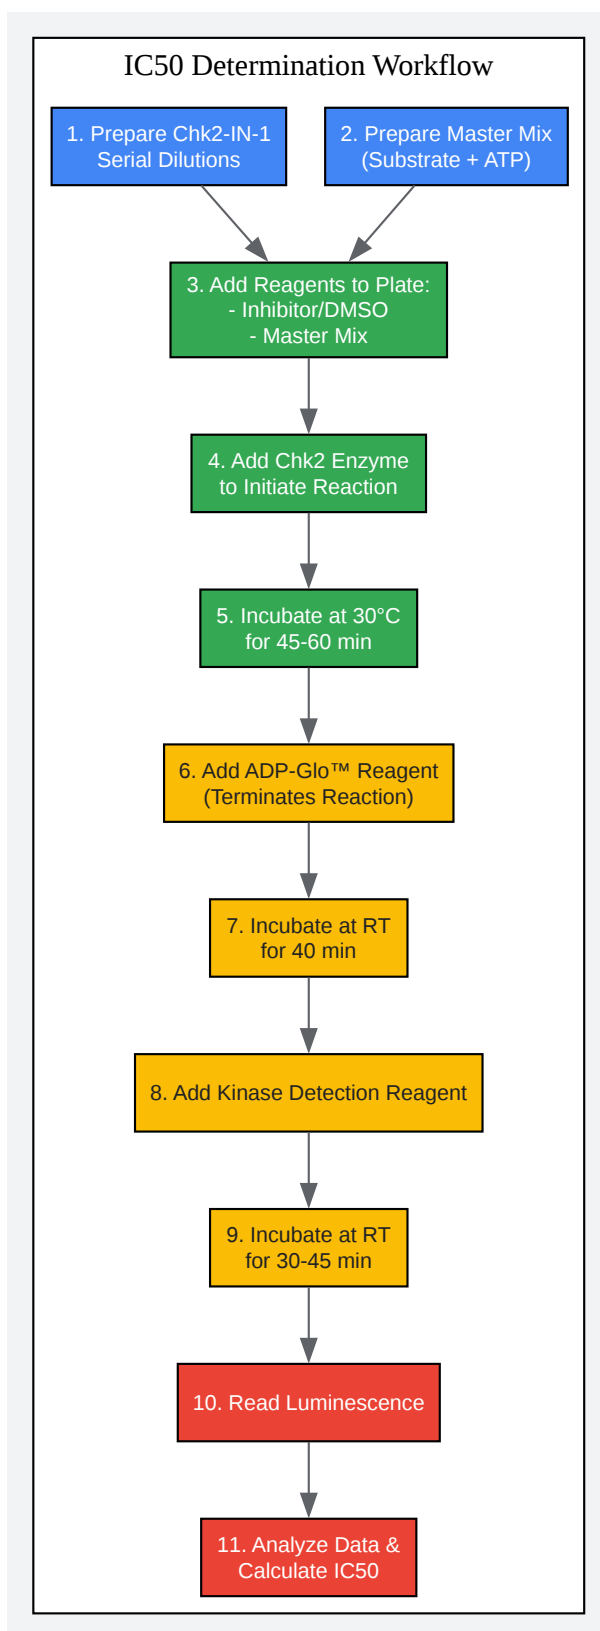 IC50 Determination Workflow
1. Prepare Chk2-IN-1
Serial Dilutions
2. Prepare Master Mix
(Substrate + ATP)
3. Add Reagents to Plate:
- Inhibitor/DMSO
- Master Mix
4. Add Chk2 Enzyme
to Initiate Reaction
5. Incubate at 30°C
for 45-60 min
6. Add ADP-Glo™ Reagent
(Terminates Reaction)
7. Incubate at RT
for 40 min
8. Add Kinase Detection Reagent
9. Incubate at RT
for 30-45 min
10. Read Luminescence
11. Analyze Data &
Calculate IC50